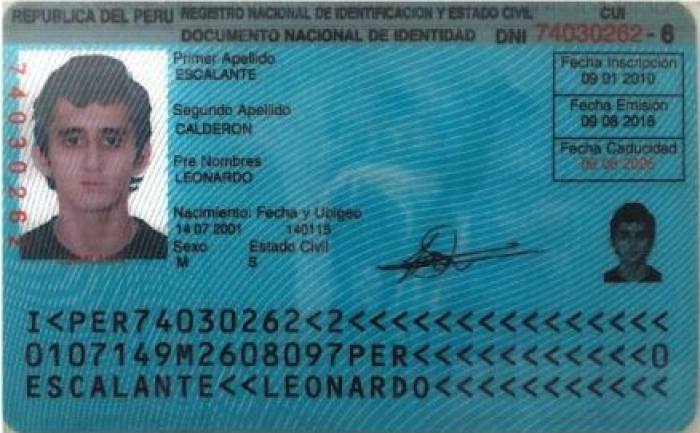 REPUBLICA DEL PERU REGISTRO NACIONAL DE IDENTIFICACION Y ESTADO CIVIL CUI
DOCUMENTO NACIONAL DE IDENTIDAD DNI 74030262 - 6
74030262
Primer Apellido
ESCALANTE
Segundo Apellido
CALDERON
Pre Nombres
LEONARDO
Nacimiento: Fecha y Ubigeo
14 07 2001 140115
Sexo Estado Civil
M S
Fecha Inscripción
09 01 2010
Fecha Emisión
09 08 2018
Fecha Caducidad
09 08 2026
I<PER74030262<2<<<<<<<<<<<<<<<
0107149M2608097PER<<<<<<<<<<<0
ESCALANTE<<LEONARDO<<<<<<<<<<<